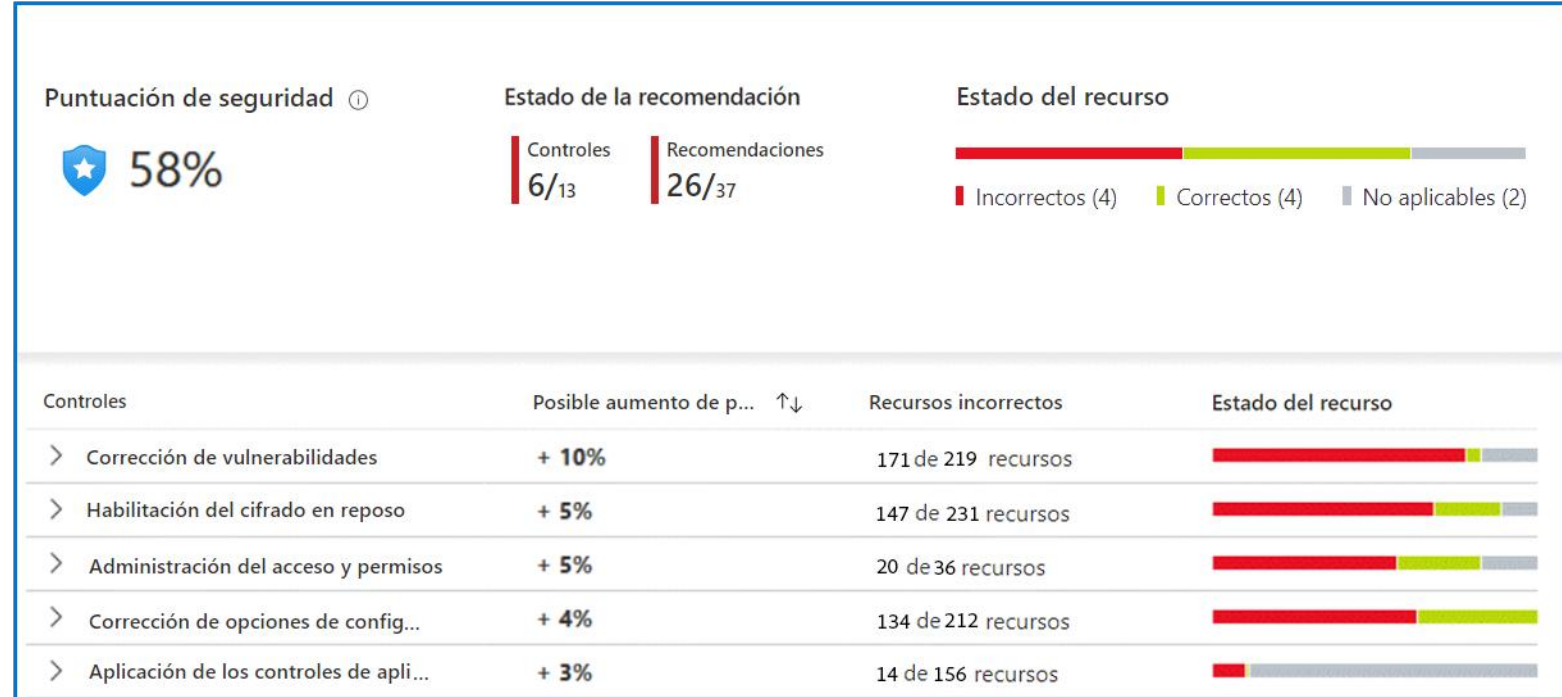 Puntuación de seguridad
58%
Estado de la recomendación
Controles
6/13
Recomendaciones
26/37
Estado del recurso
Incorrectos (4) Correctos (4) No aplicables (2)
Controles Posible aumento de p... ↑↓ Recursos incorrectos Estado del recurso
Corrección de vulnerabilidades + 10% 171 de 219 recursos
Habilitación del cifrado en reposo + 5% 147 de 231 recursos
Administración del acceso y permisos + 5% 20 de 36 recursos
Corrección de opciones de config... + 4% 134 de 212 recursos
Aplicación de los controles de apli... + 3% 14 de 156 recursos